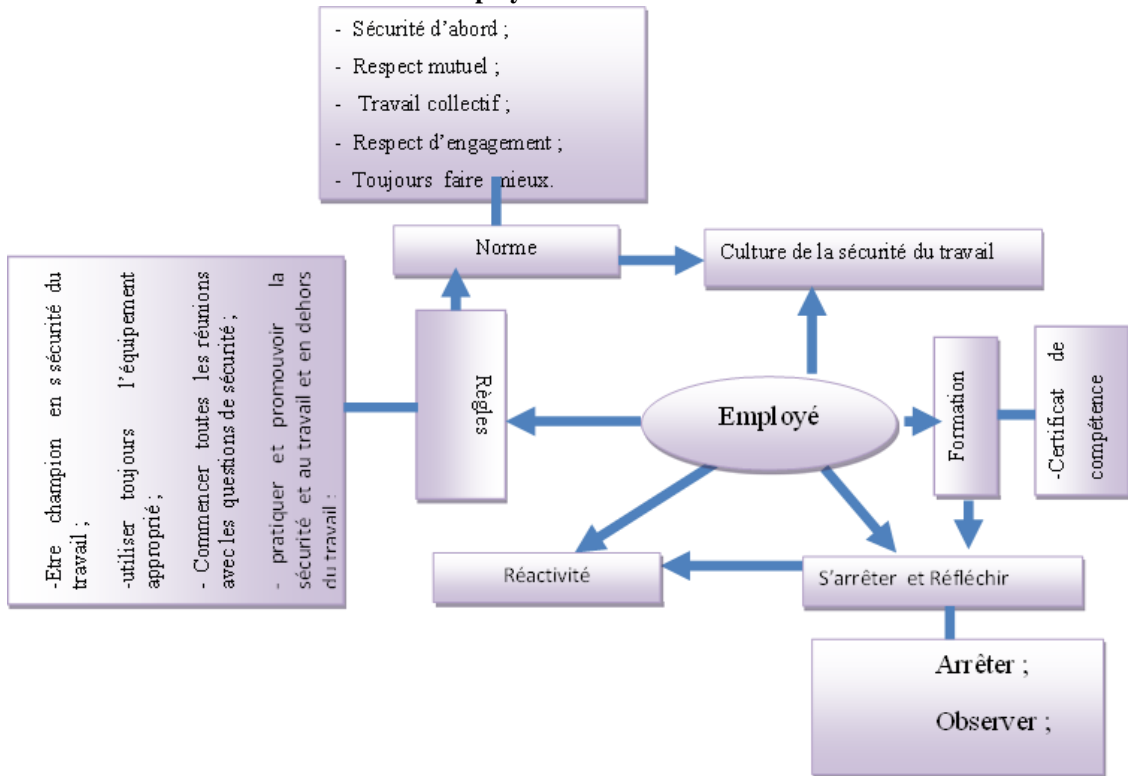 - Sécurité d’abord ;
- Respect mutuel ;
- Travail collectif ;
- Respect d’engagement ;
- Toujours faire mieux.
Norme
Culture de la sécurité du travail
-Etre champion en s sécurité du
travail ;
-utiliser toujours l’équipement
approprié ;
- Commencer toutes les réunions
avec les questions de sécurité ;
- pratiquer et promouvoir la
sécurité et au travail et en dehors
du travail ;
Règles
Employé
Formation
-Certificat de
compétence
Réactivité
S’arrêter et Réfléchir
Arrêter ;
Observer ;